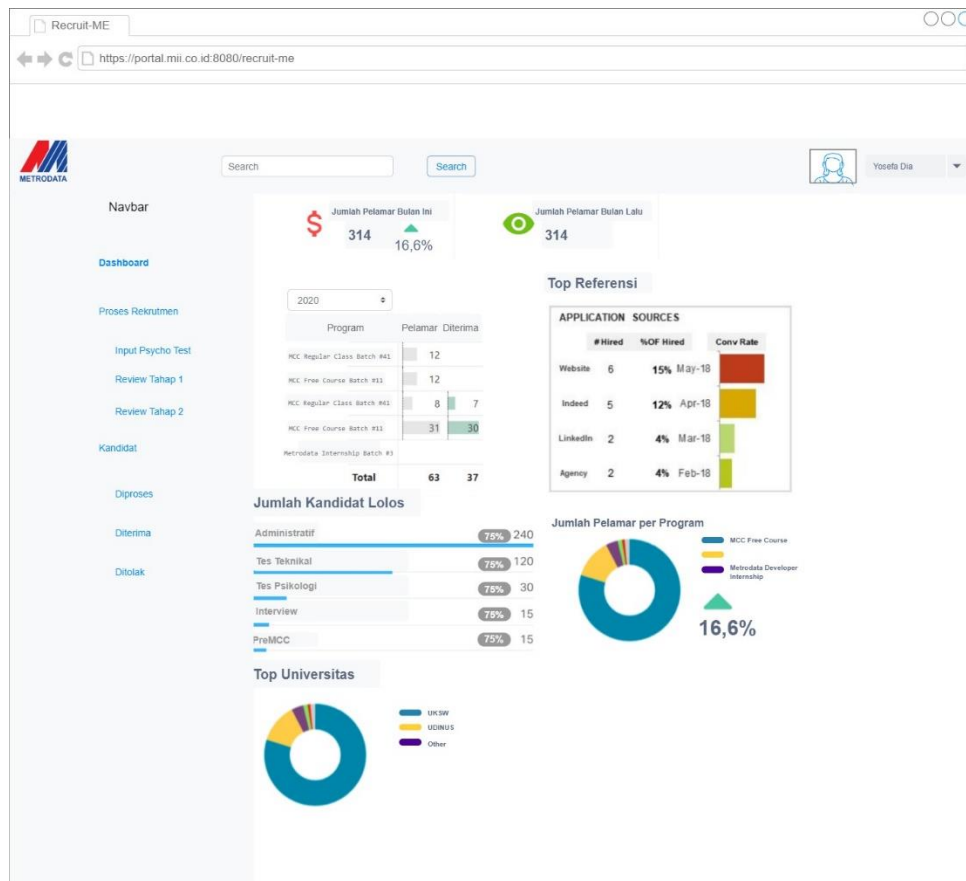 Recruit-ME
https://portal.mii.co.id:8080/recruit-me
METRODATA
Search
Search
Yosefa Dia
Navbar
Dashboard
Proses Rekrutmen
Input Psycho Test
Review Tahap 1
Review Tahap 2
Kandidat
Diproses
Diterima
Ditolak
Jumlah Pelamar Bulan Ini
314
16,6%
Jumlah Pelamar Bulan Lalu
314
2020
Program Pelamar Diterima
MCC Regular Class Batch #41 12
MCC Free Course Batch #11 12
MCC Regular Class Batch #41 8 7
MCC Free Course Batch #11 31 30
Metrodata Internship Batch #3
Total 63 37
Top Referensi
APPLICATION SOURCES
# Hired %OF Hired Conv Rate
Website 6 15% May-18
Indeed 5 12% Apr-18
LinkedIn 2 4% Mar-18
Agency 2 4% Feb-18
Jumlah Kandidat Lolos
Administratif 75% 240
Tes Teknikal 75% 120
Tes Psikologi 75% 30
Interview 75% 15
PreMCC 75% 15
Jumlah Pelamar per Program
MCC Free Course
Metrodata Developer
Internship
16,6%
Top Universitas
UKSW
UDINUS
Other